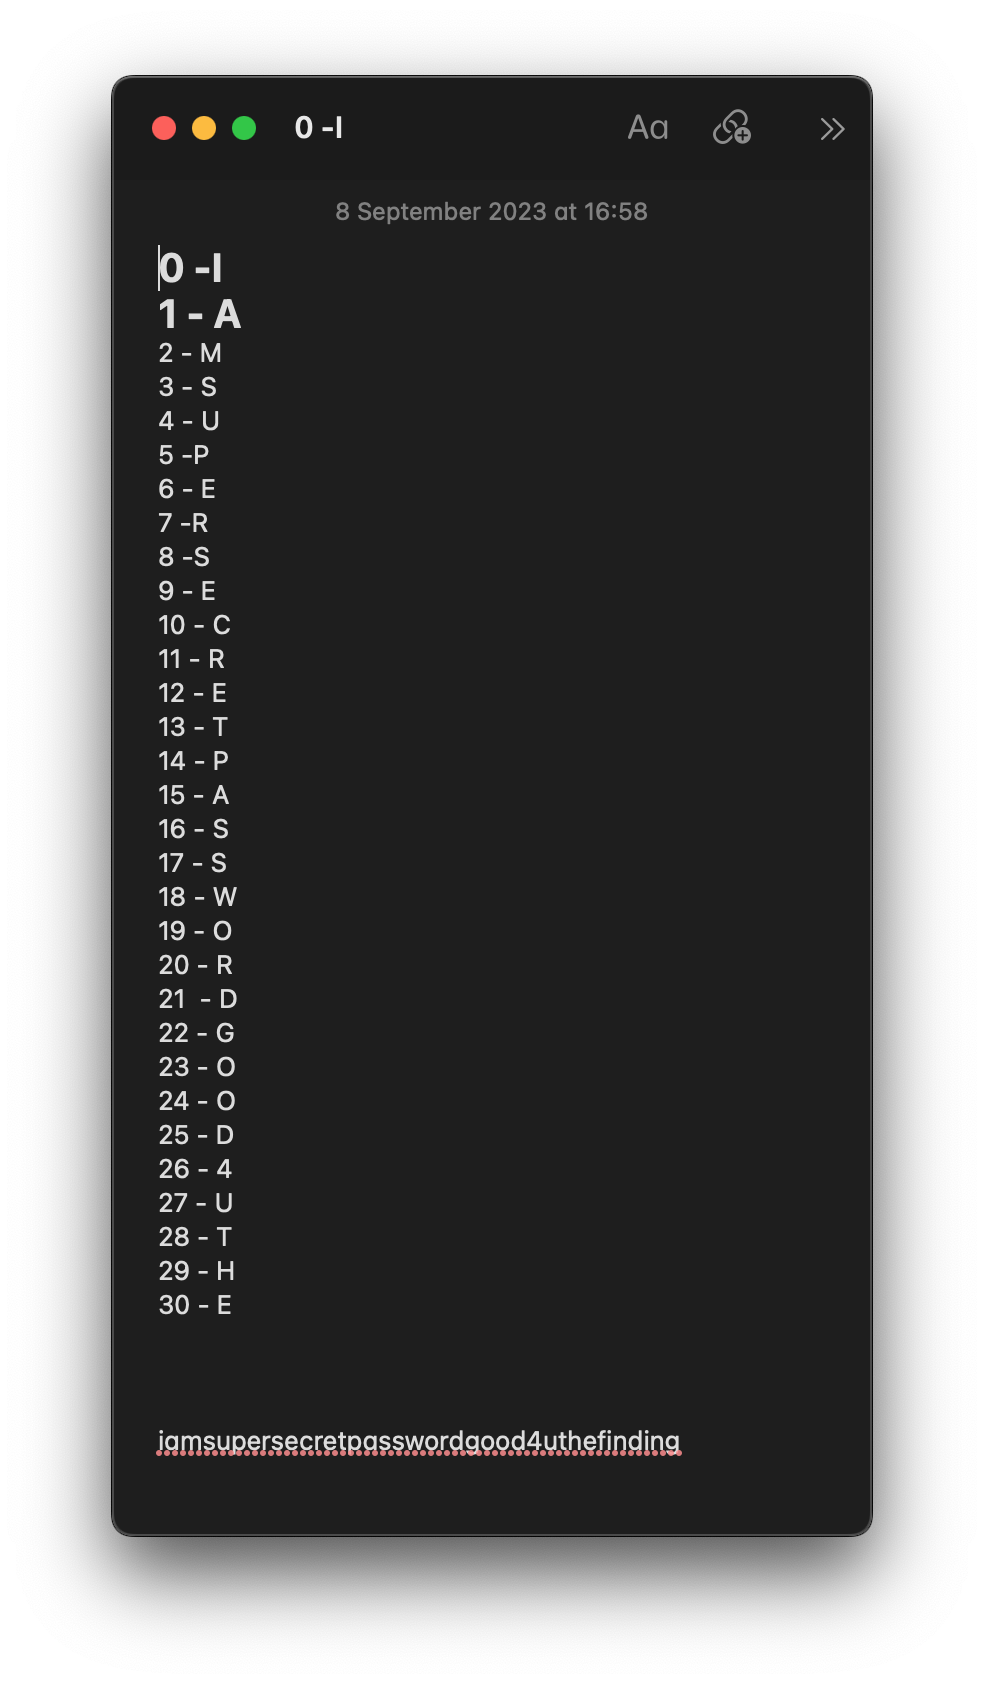 0 -I
Aa
8 September 2023 at 16:58
0 -I
1 - A
2 - M
3 - S
4 - U
5 -P
6 - E
7 -R
8 -S
9 - E
10 - C
11 - R
12 - E
13 - T
14 - P
15 - A
16 - S
17 - S
18 - W
19 - O
20 - R
21  - D
22 - G
23 - O
24 - O
25 - D
26 - 4
27 - U
28 - T
29 - H
30 - E
iamsupersecretpasswordgood4uthefinding